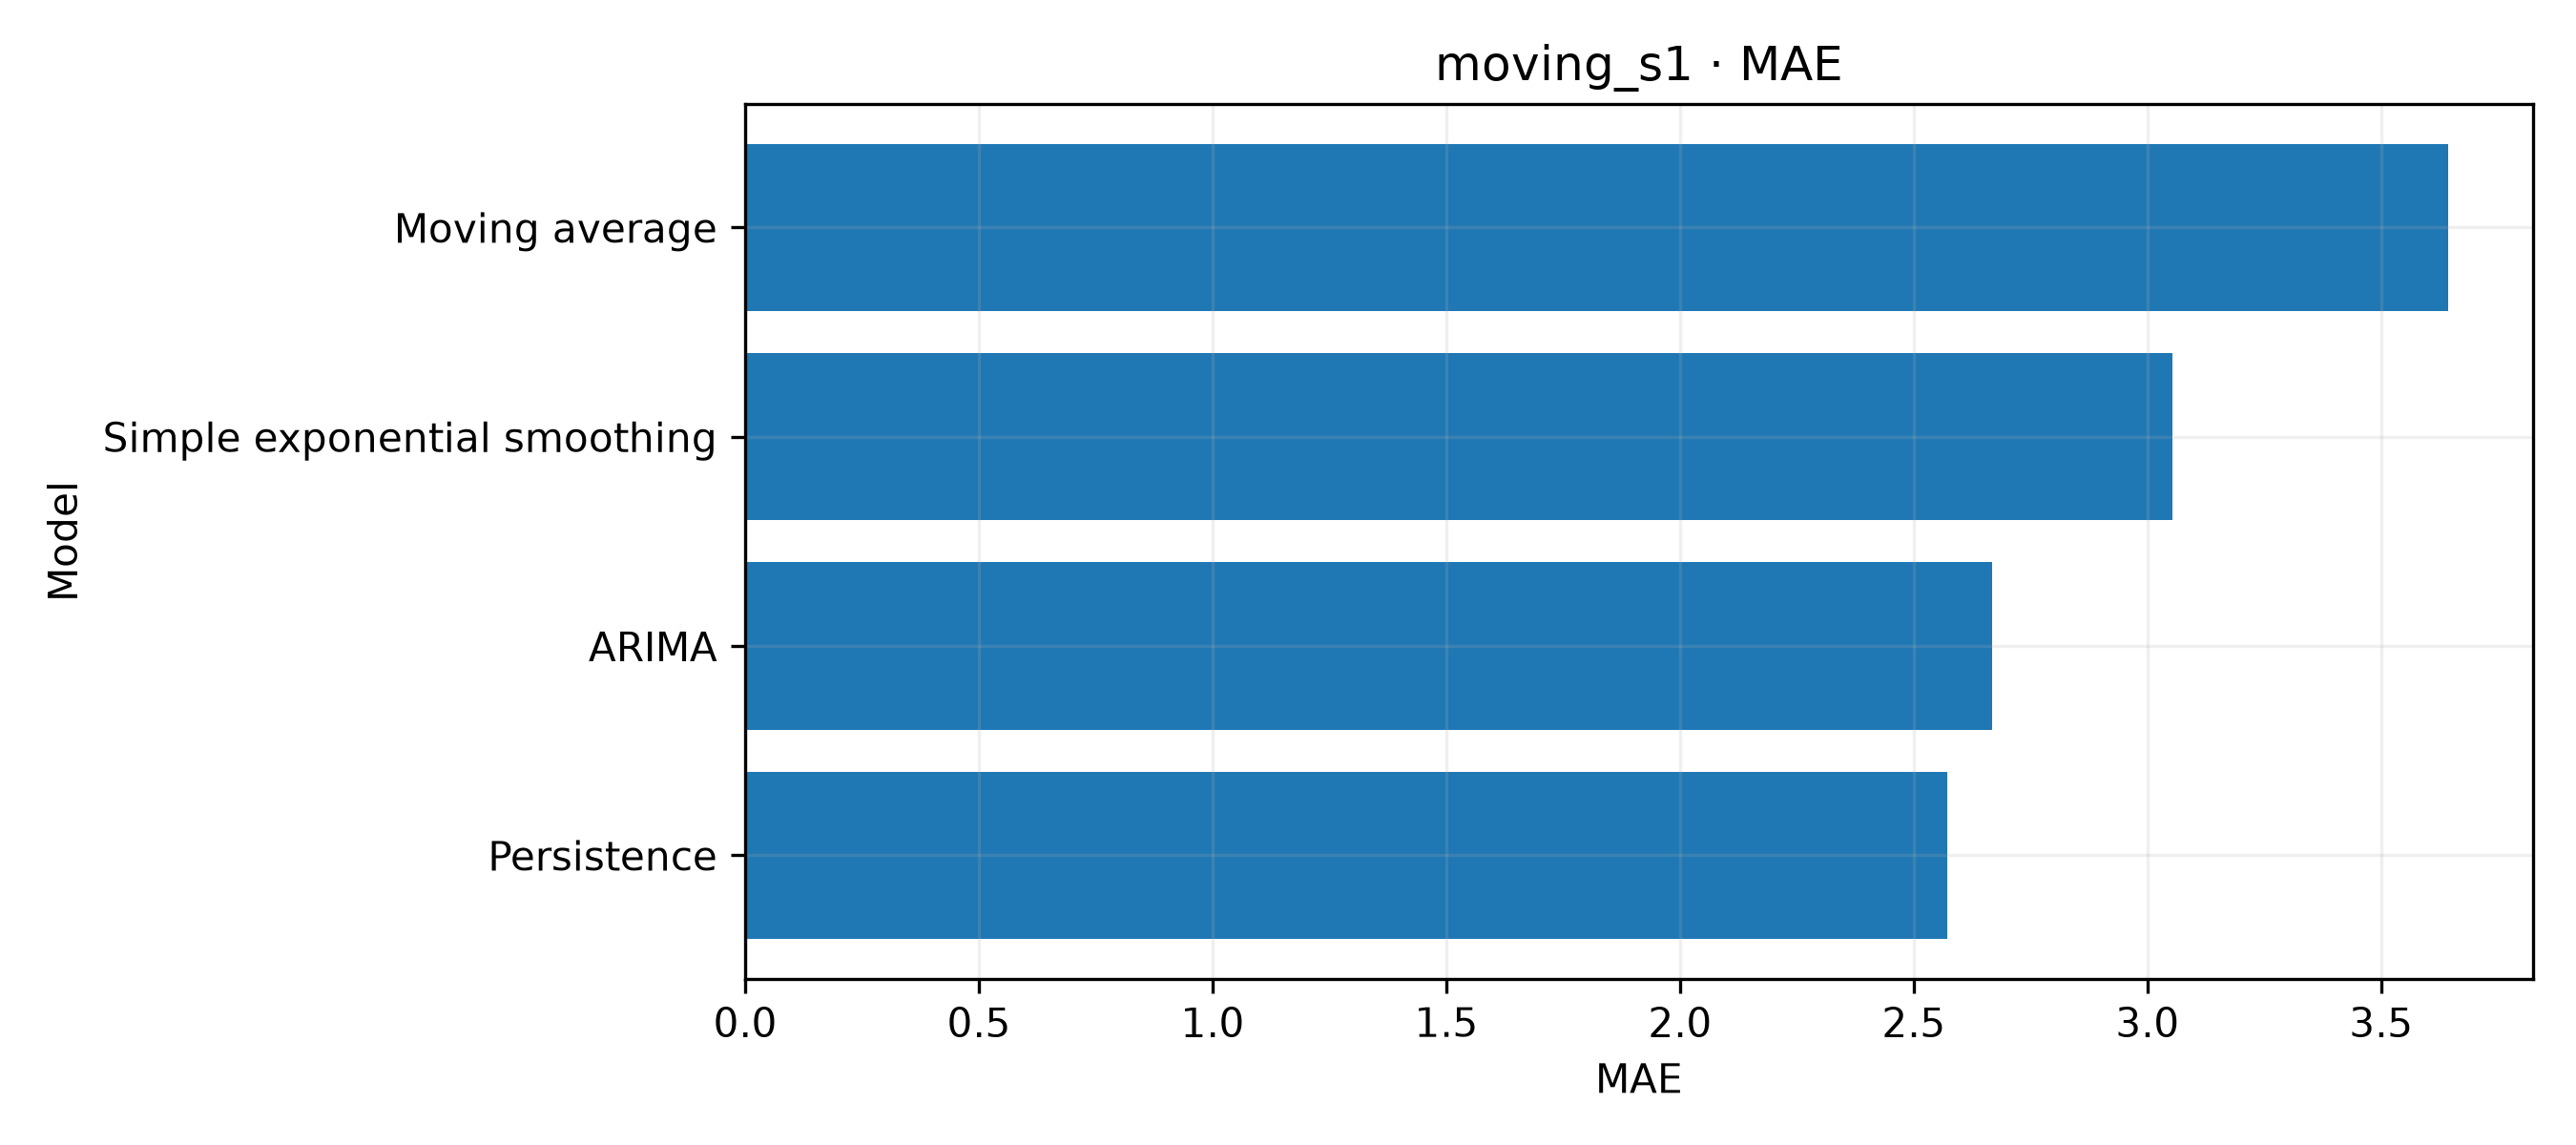 moving_s1 · MAE
Model
Moving average
Simple exponential smoothing
ARIMA
Persistence
0.0 0.5 1.0 1.5 2.0 2.5 3.0 3.5
MAE